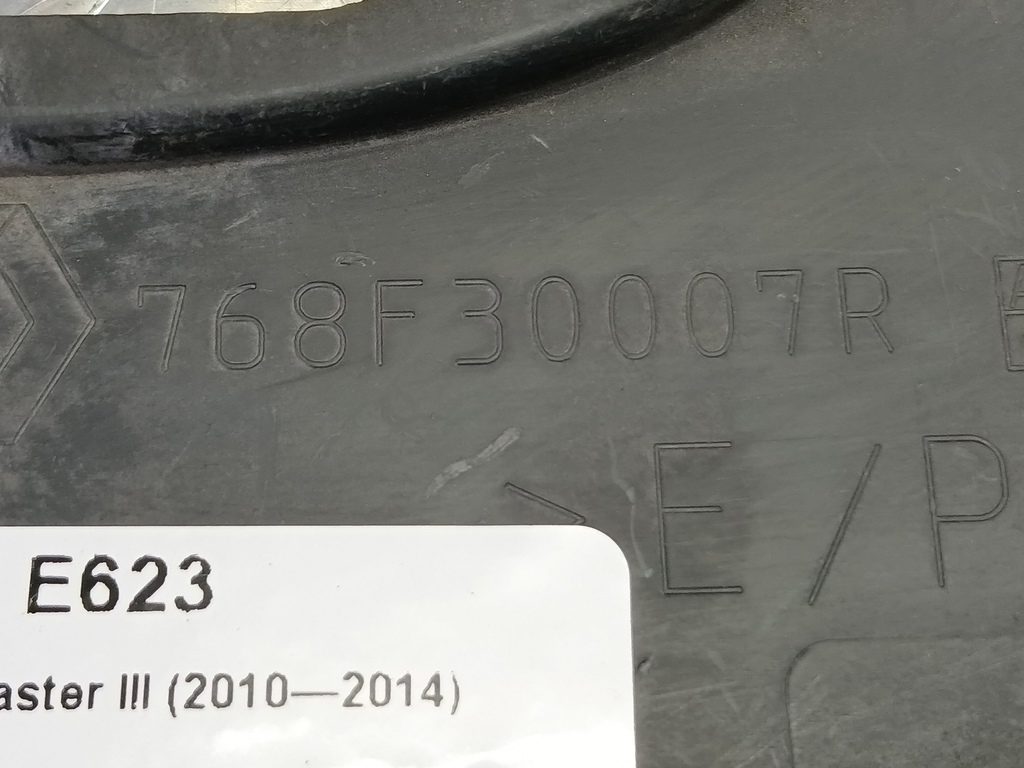 768F30007R
E/P
E623
aster III (2010—2014)